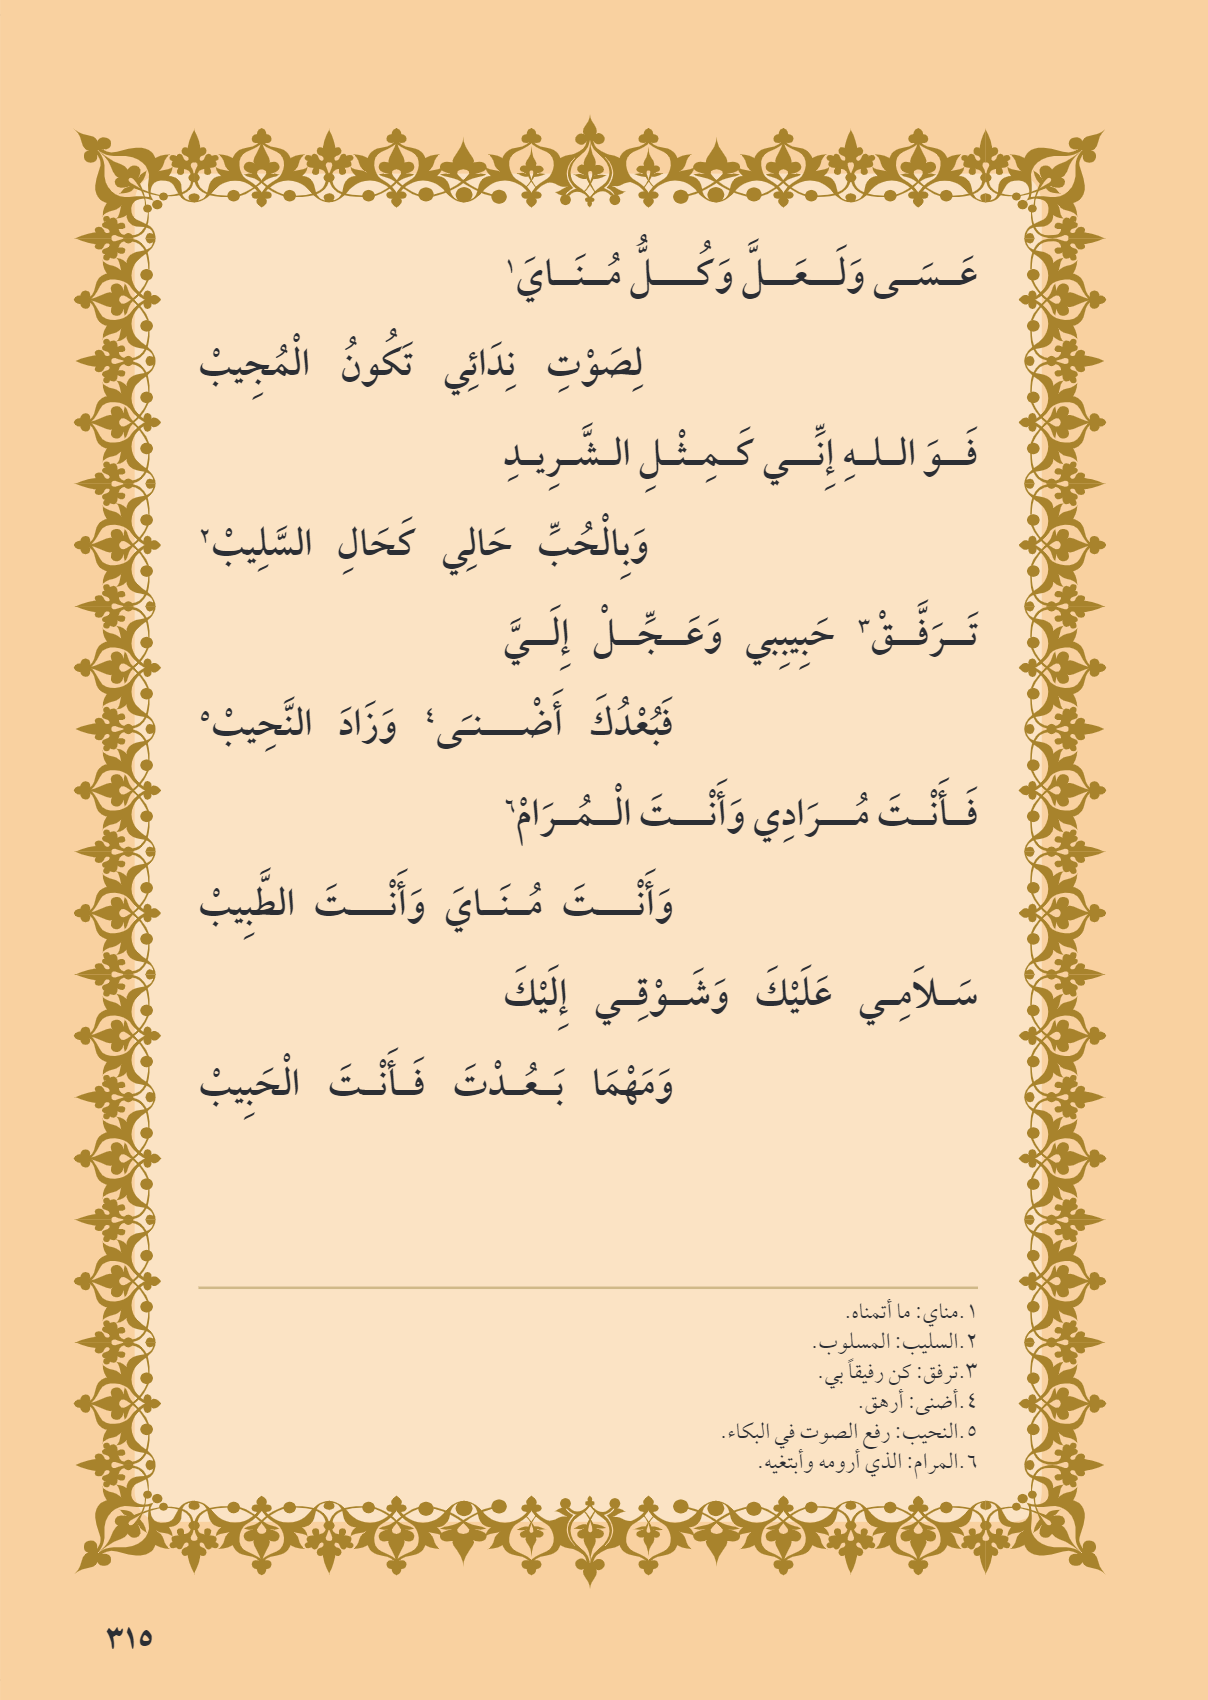 عَسَى وَلَعَلَّ وَكُلُّ مُنَايَ١
لِصَوْتِ نِدَائِي تَكُونُ الْمُجِيبْ
فَوَ اللهِ إِنِّي كَمِثْلِ الشَّرِيدِ
وَبِالْحُبِّ حَالِي كَحَالِ السَّلِيبْ٢
تَرَفَّقْ٣ حَبِيبِي وَعَجِّلْ إِلَيَّ
فَبُعْدُكَ أَضْنَى٤ وَزَادَ النَّحِيبْ٥
فَأَنْتَ مُرَادِي وَأَنْتَ الْمُرَامْ٦
وَأَنْتَ مُنَايَ وَأَنْتَ الطَّبِيبْ
سَلاَمِي عَلَيْكَ وَشَوْقِي إِلَيْكَ
وَمَهْمَا بَعُدْتَ فَأَنْتَ الْحَبِيبْ
١.مناي: ما أتمناه.
٢.السليب: المسلوب.
٣.ترفق: كن رفيقاً بي.
٤.أضنى: أرهق.
٥.النحيب: رفع الصوت في البكاء.
٦.المرام: الذي أرومه وأبتغيه.
٣١٥